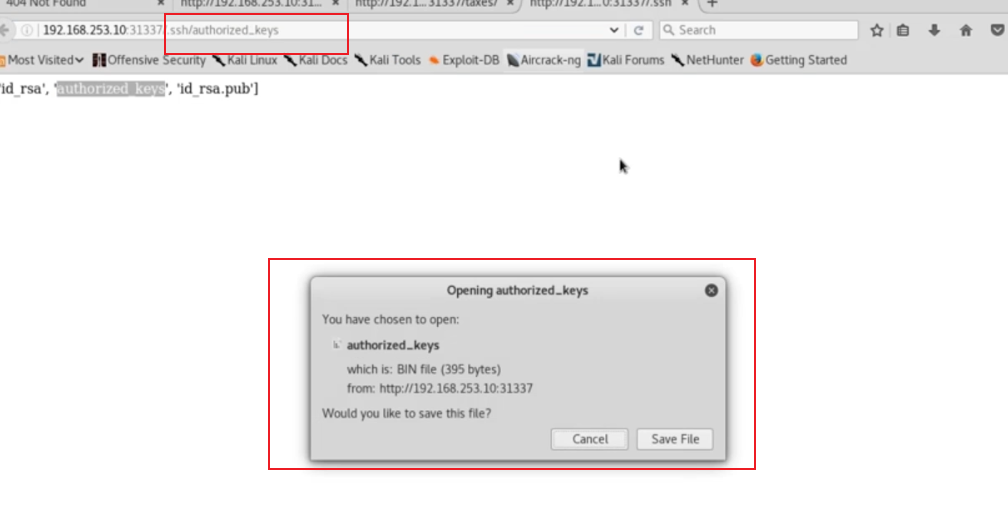 404 Not Found × http://192.168.253.10:31... × http://192.1...31337/taxes/ × http://192.1...0:31337/.ssh × +
192.168.253.10:31337/.ssh/authorized_keys Search
Most Visited Offensive Security Kali Linux Kali Docs Kali Tools Exploit-DB Aircrack-ng Kali Forums NetHunter Getting Started
'id_rsa', 'authorized_keys', 'id_rsa.pub']
Opening authorized_keys
You have chosen to open:
authorized_keys
which is: BIN file (395 bytes)
from: http://192.168.253.10:31337
Would you like to save this file?
Cancel Save File